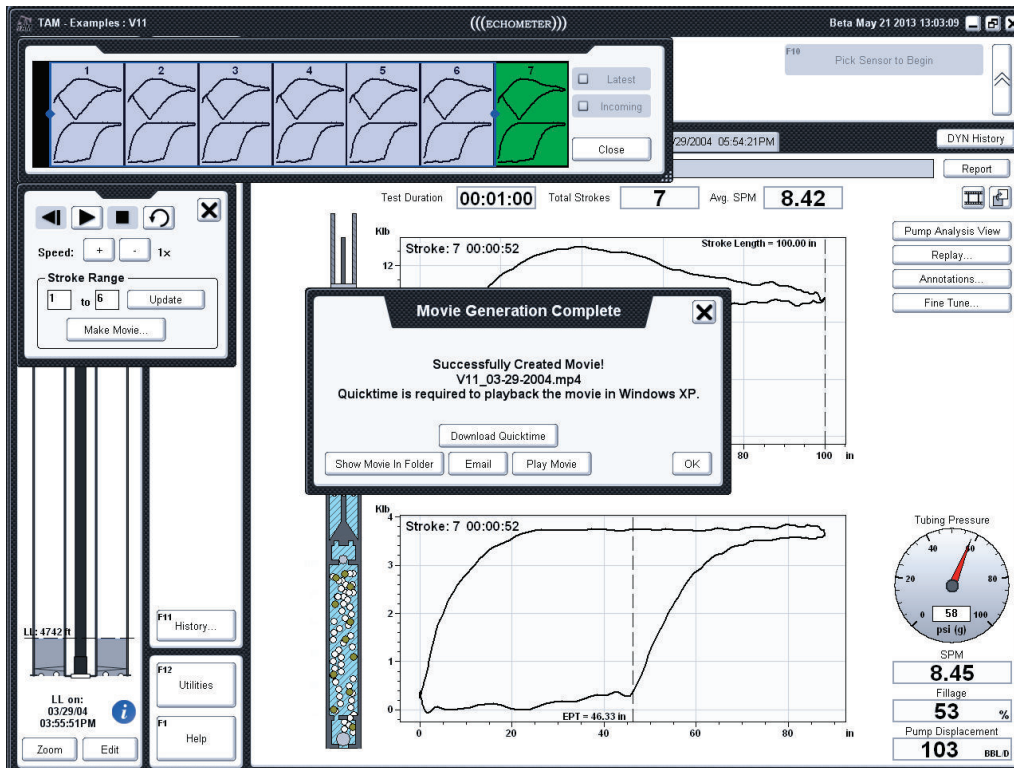 TAM - Examples : V11
(((ECHOMETER)))
Beta May 21 2013 13:03:09
1 2 3 4 5 6 7
Latest
Incoming
Close
F10
Pick Sensor to Begin
/29/2004 05:54:21PM
DYN History
Report
Test Duration 00:01:00 Total Strokes 7 Avg. SPM 8.42
Speed: + - 1x
Stroke Range
1 to 6 Update
Make Movie...
Pump Analysis View
Replay...
Annotations...
Fine Tune...
Klb
Stroke: 7 00:00:52
Stroke Length = 100.00 in
12
80 100 in
Movie Generation Complete
Successfully Created Movie!
V11_03-29-2004.mp4
Quicktime is required to playback the movie in Windows XP.
Download Quicktime
Show Movie In Folder Email Play Movie OK
Klb
Stroke: 7 00:00:52
4
3
2
1
0
EPT = 46.33 in
0 20 40 60 80 in
LL: 4742 ft
LL on:
03/29/04
03:55:51PM
i
Zoom Edit
F11
History...
F12
Utilities
F1
Help
Tubing Pressure
0 20 40 60 80 100
58
psi (g)
SPM
8.45
Fillage
53 %
Pump Displacement
103 BBL/D